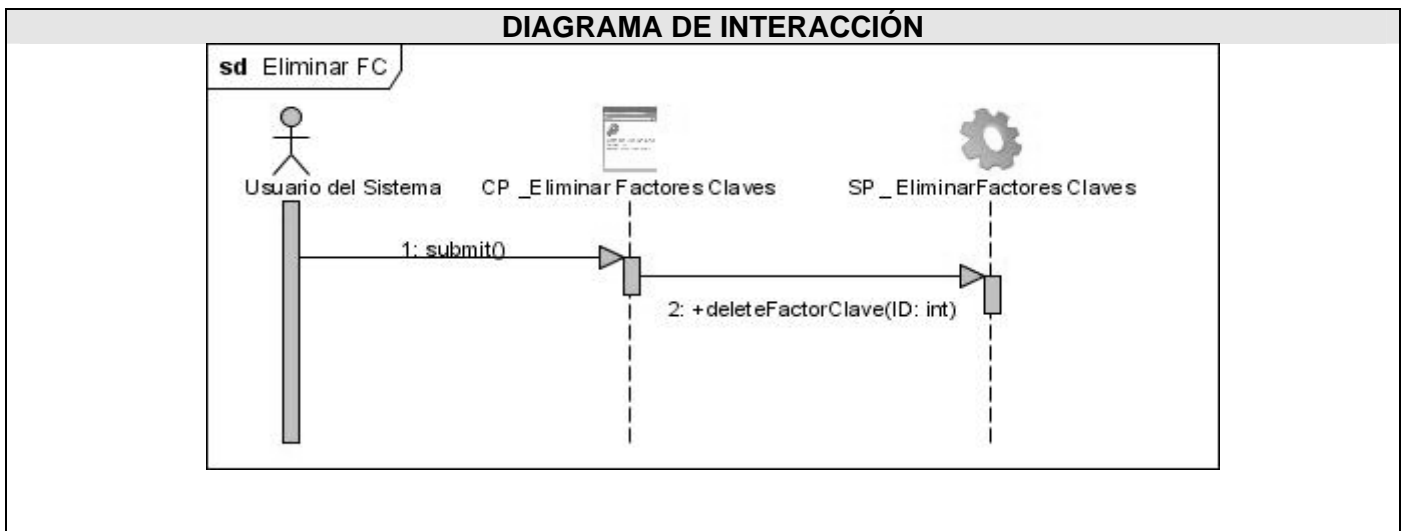 DIAGRAMA DE INTERACCIÓN
sd Eliminar FC
Usuario del Sistema
CP _Eliminar Factores Claves
SP _ EliminarFactores Claves
1: submit()
2: +deleteFactorClave(ID: int)